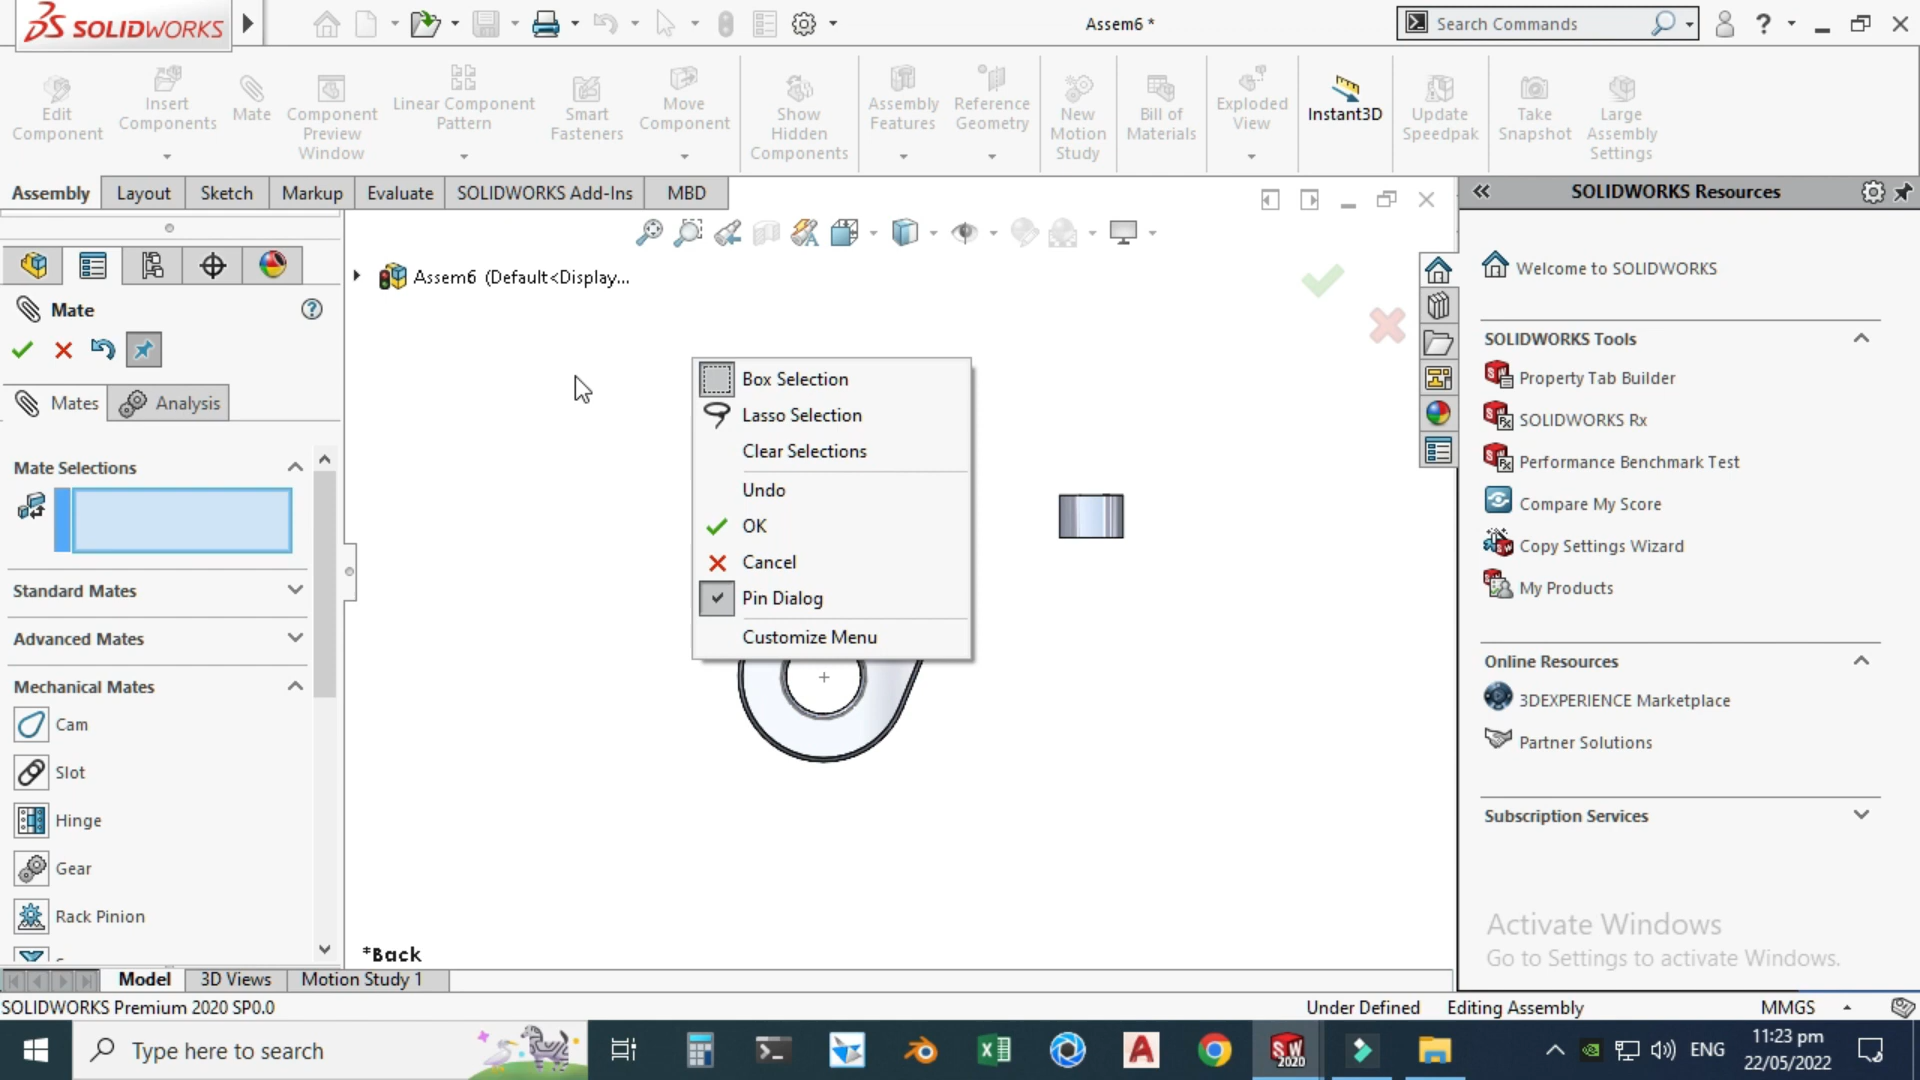 SOLIDWORKS
Assem6 *
Search Commands
Edit Component
Insert Components
Mate
Component Preview Window
Linear Component Pattern
Smart Fasteners
Move Component
Show Hidden Components
Assembly Features
Reference Geometry
New Motion Study
Bill of Materials
Exploded View
Instant3D
Update Speedpak
Take Snapshot
Large Assembly Settings
Assembly
Layout
Sketch
Markup
Evaluate
SOLIDWORKS Add-Ins
MBD
SOLIDWORKS Resources
Assem6 (Default<Display...
Mate
Mates
Analysis
Mate Selections
Standard Mates
Advanced Mates
Mechanical Mates
Cam
Slot
Hinge
Gear
Rack Pinion
Box Selection
Lasso Selection
Clear Selections
Undo
OK
Cancel
Pin Dialog
Customize Menu
*Back
Welcome to SOLIDWORKS
SOLIDWORKS Tools
Property Tab Builder
SOLIDWORKS Rx
Performance Benchmark Test
Compare My Score
Copy Settings Wizard
My Products
Online Resources
3DEXPERIENCE Marketplace
Partner Solutions
Subscription Services
Activate Windows
Go to Settings to activate Windows.
Model
3D Views
Motion Study 1
SOLIDWORKS Premium 2020 SP0.0
Under Defined
Editing Assembly
MMGS
Type here to search
SW 2020
ENG
11:23 pm
22/05/2022